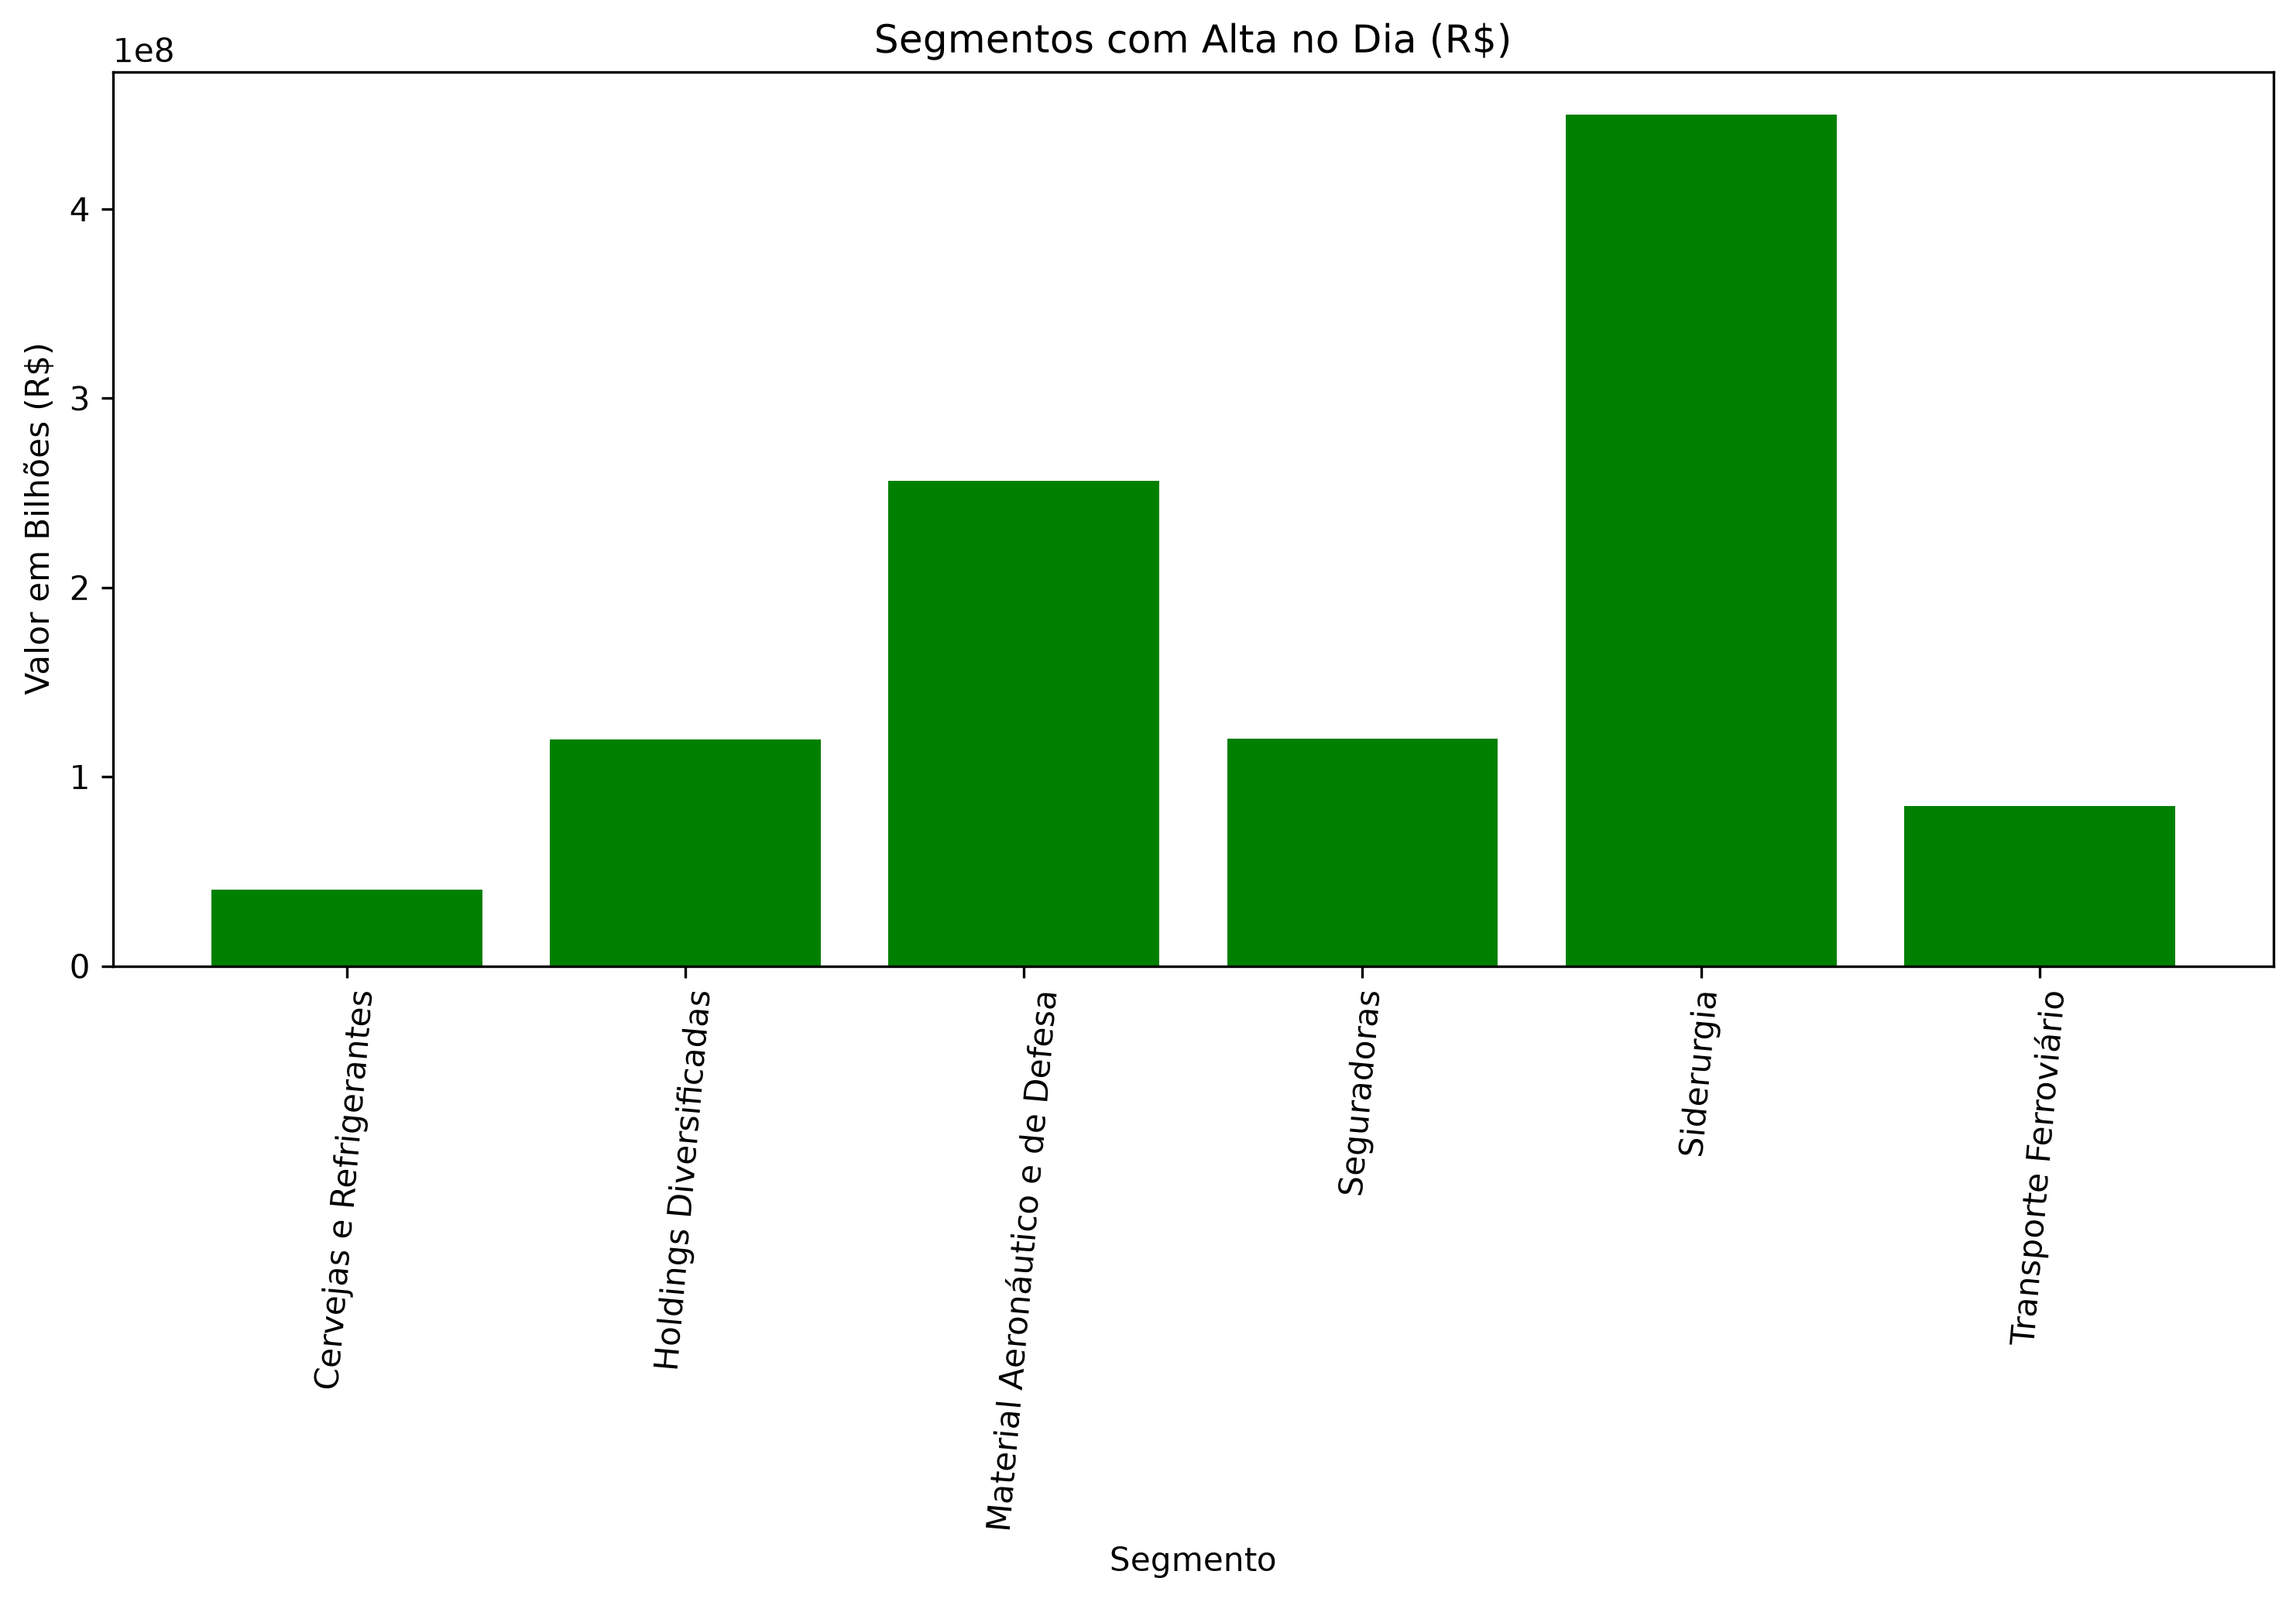 Segmentos com Alta no Dia (R$)
1e8
Valor em Bilhões (R$)
4
3
2
1
0
Cervejas e Refrigerantes
Holdings Diversificadas
Material Aeronáutico e de Defesa
Seguradoras
Siderurgia
Transporte Ferroviário
Segmento